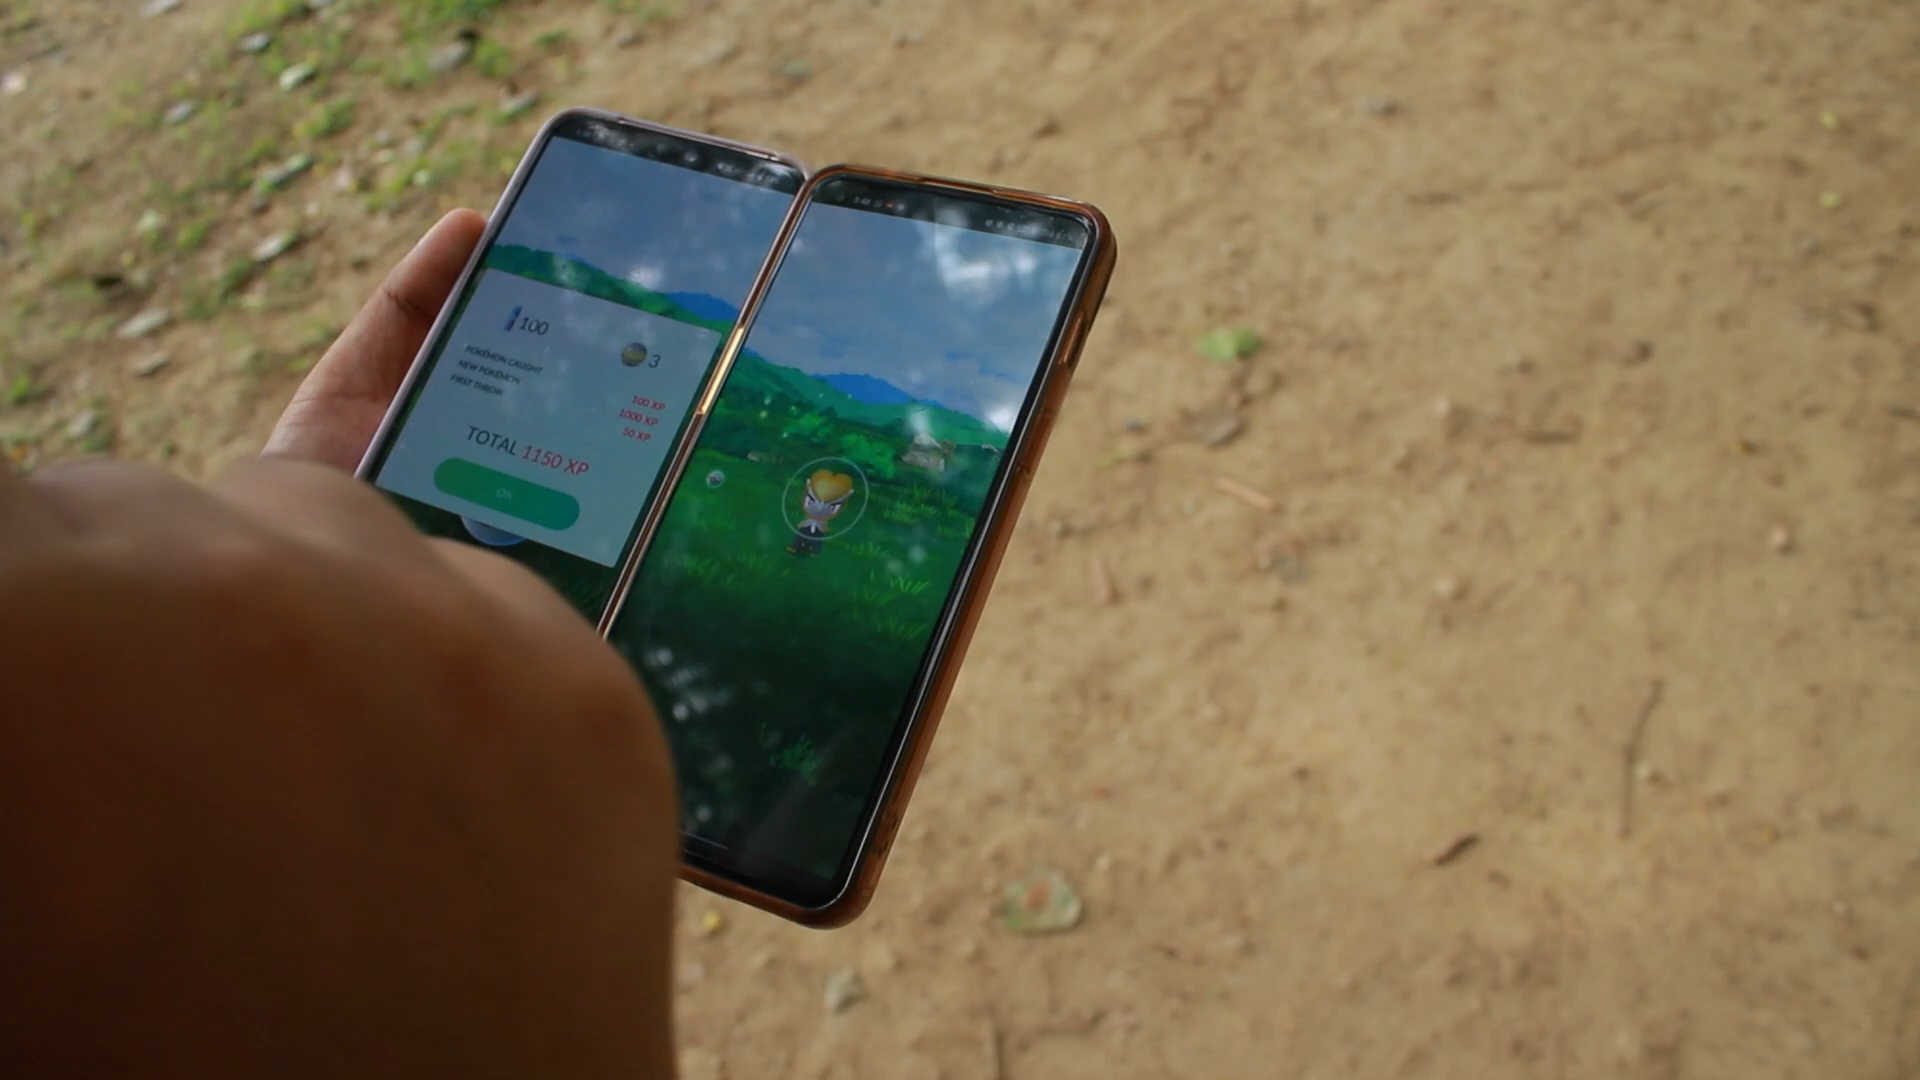 100
3
POKÉMON CAUGHT
NEW POKÉMON
FIRST THROW
100 XP
1000 XP
50 XP
TOTAL 1150 XP
OK